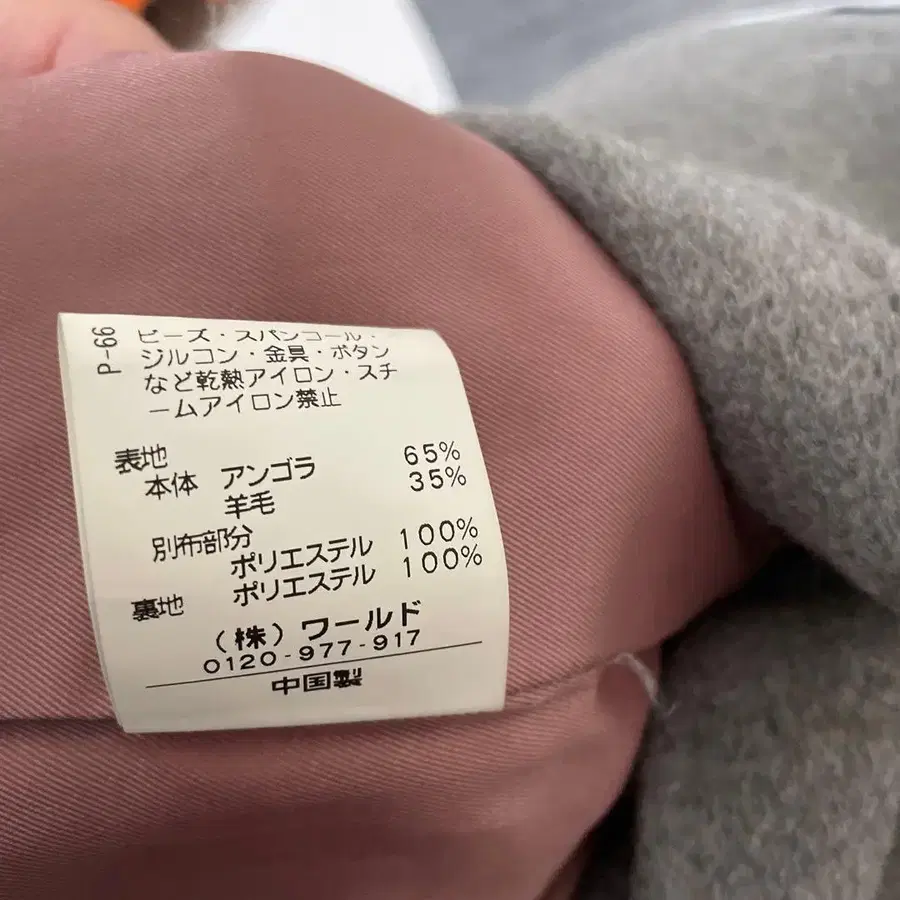 P-66
ビーズ・スパンコール・
ジルコン・金具・ボタン
など乾熱アイロン・スチ
ームアイロン禁止
表地
本体 アンゴラ 65%
羊毛 35%
別布部分
ポリエステル 100%
裏地 ポリエステル 100%
(株)ワールド
0120-977-917
中国製